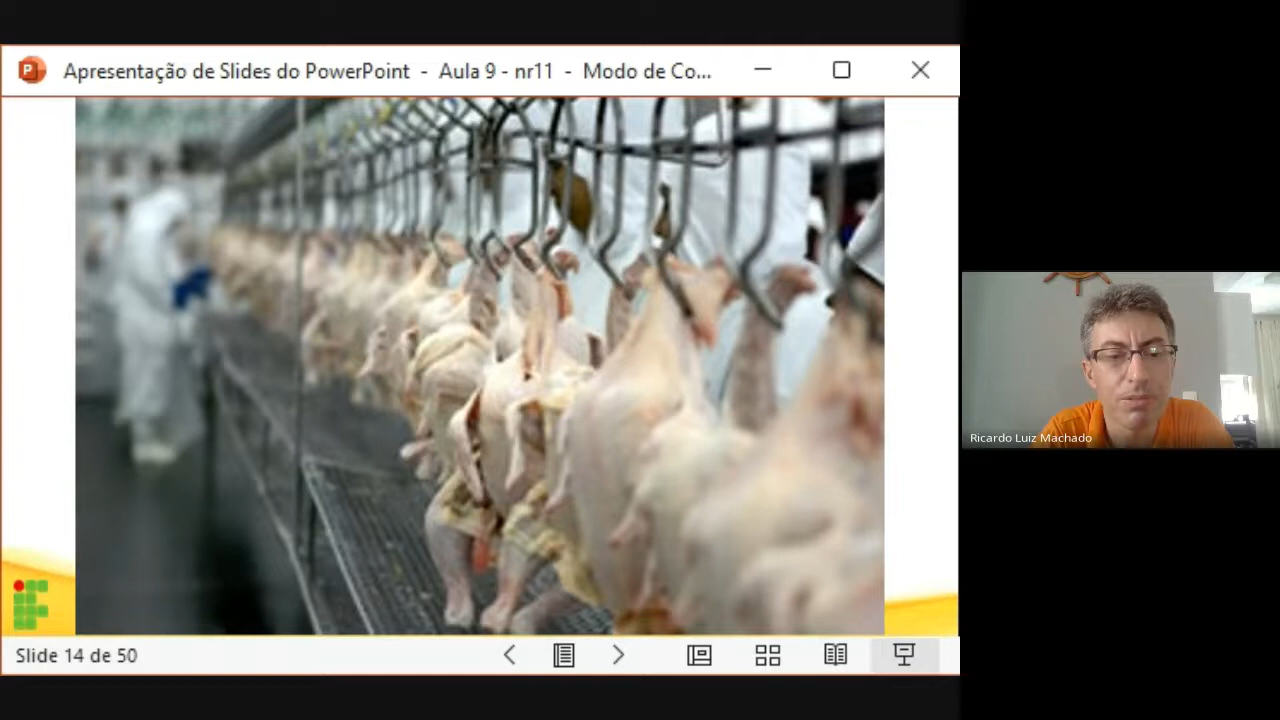 Apresentação de Slides do PowerPoint - Aula 9 - nr11 - Modo de Co...
Ricardo Luiz Machado
Slide 14 de 50